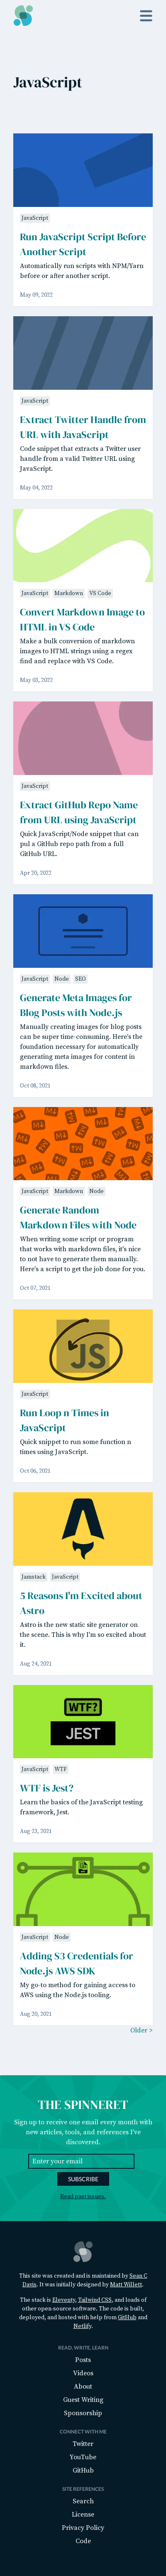 JavaScript
JavaScript
Run JavaScript Script Before
Another Script
Automatically run scripts with NPM/Yarn
before or after another script.
May 09, 2022
JavaScript
Extract Twitter Handle from
URL with JavaScript
Code snippet that extracts a Twitter user
handle from a valid Twitter URL using
JavaScript.
May 04, 2022
JavaScript Markdown VS Code
Convert Markdown Image to
HTML in VS Code
Make a bulk conversion of markdown
images to HTML strings using a regex
find and replace with VS Code.
May 03, 2022
JavaScript
Extract GitHub Repo Name
from URL using JavaScript
Quick JavaScript/Node snippet that can
put a GitHub repo path from a full
GitHub URL.
Apr 20, 2022
JavaScript Node SEO
Generate Meta Images for
Blog Posts with Node.js
Manually creating images for blog posts
can be super time-consuming. Here's the
foundation necessary for automatically
generating meta images for content in
markdown files.
Oct 08, 2021
JavaScript Markdown Node
Generate Random
Markdown Files with Node
When writing some script or program
that works with markdown files, it's nice
to not have to generate them manually.
Here's a script to get the job done for you.
Oct 07, 2021
JS
JavaScript
Run Loop n Times in
JavaScript
Quick snippet to run some function n
times using JavaScript.
Oct 06, 2021
Jamstack JavaScript
5 Reasons I'm Excited about
Astro
Astro is the new static site generator on
the scene. This is why I'm so excited about
it.
Aug 24, 2021
WTF?
JEST
JavaScript WTF
WTF is Jest?
Learn the basics of the JavaScript testing
framework, Jest.
Aug 23, 2021
JavaScript Node
Adding S3 Credentials for
Node.js AWS SDK
My go-to method for gaining access to
AWS using the Node.js tooling.
Aug 20, 2021
Older >
THE SPINNERET
Sign up to receive one email every month with
new articles, tools, and references I've
discovered.
Enter your email
SUBSCRIBE
Read past issues.
This site was created and is maintained by Sean C
Davis. It was initially designed by Matt Willett.
The stack is Eleventy, Tailwind CSS, and loads of
other open-source software. The code is built,
deployed, and hosted with help from GitHub and
Netlify.
READ, WRITE, LEARN
Posts
Videos
About
Guest Writing
Sponsorship
CONNECT WITH ME
Twitter
YouTube
GitHub
SITE REFERENCES
Search
License
Privacy Policy
Code